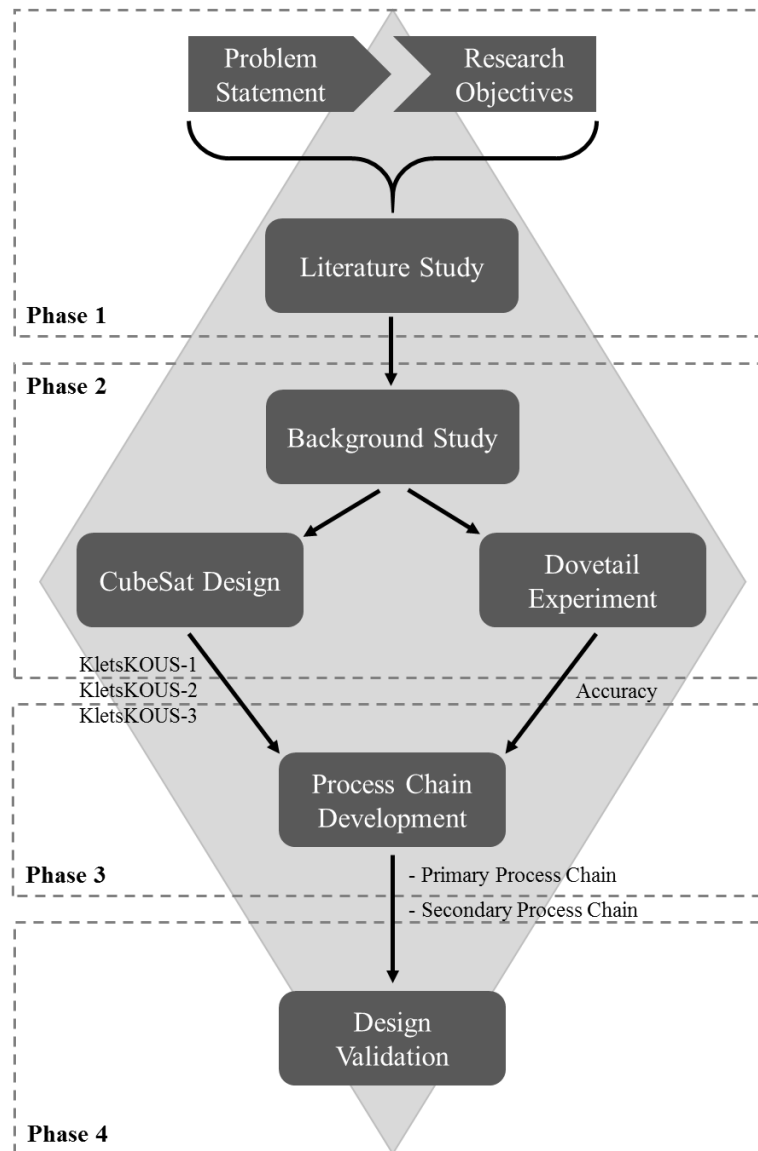 Problem
Statement
Research
Objectives
Literature Study
Phase 1
Phase 2
Background Study
CubeSat Design
Dovetail
Experiment
KletsKOUS-1
KletsKOUS-2
KletsKOUS-3
Accuracy
Process Chain
Development
Phase 3
- Primary Process Chain
- Secondary Process Chain
Design
Validation
Phase 4